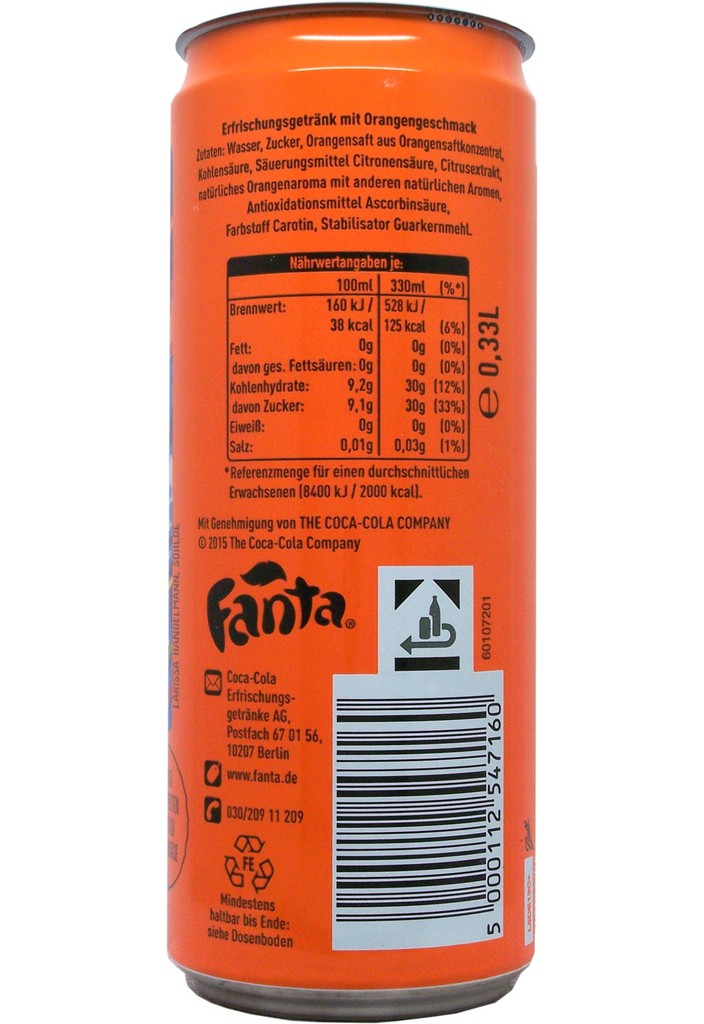 Erfrischungsgetränk mit Orangengeschmack
Zutaten: Wasser, Zucker, Orangensaft aus Orangensaftkonzentrat,
Kohlensäure, Säuerungsmittel Citronensäure, Citrusextrakt,
natürliches Orangenaroma mit anderen natürlichen Aromen,
Antioxidationsmittel Ascorbinsäure,
Farbstoff Carotin, Stabilisator Guarkernmehl.
Nährwertangaben je:
100ml 330ml (%*)
Brennwert: 160 kJ / 528 kJ /
38 kcal 125 kcal (6%)
Fett: 0g 0g (0%)
davon ges. Fettsäuren: 0g 0g (0%)
Kohlenhydrate: 9,2g 30g (12%)
davon Zucker: 9,1g 30g (33%)
Eiweiß: 0g 0g (0%)
Salz: 0,01g 0,03g (1%)
e 0,33L
*Referenzmenge für einen durchschnittlichen
Erwachsenen (8400 kJ / 2000 kcal).
Mit Genehmigung von THE COCA-COLA COMPANY
© 2015 The Coca-Cola Company
LARISSA HANDELMANN, SÖHLDE
Fanta®
60107201
Coca-Cola
Erfrischungs-
getränke AG,
Postfach 67 01 56,
10207 Berlin
www.fanta.de
030/209 11 209
FE
Mindestens
haltbar bis Ende:
siehe Dosenboden
5 000112 547160